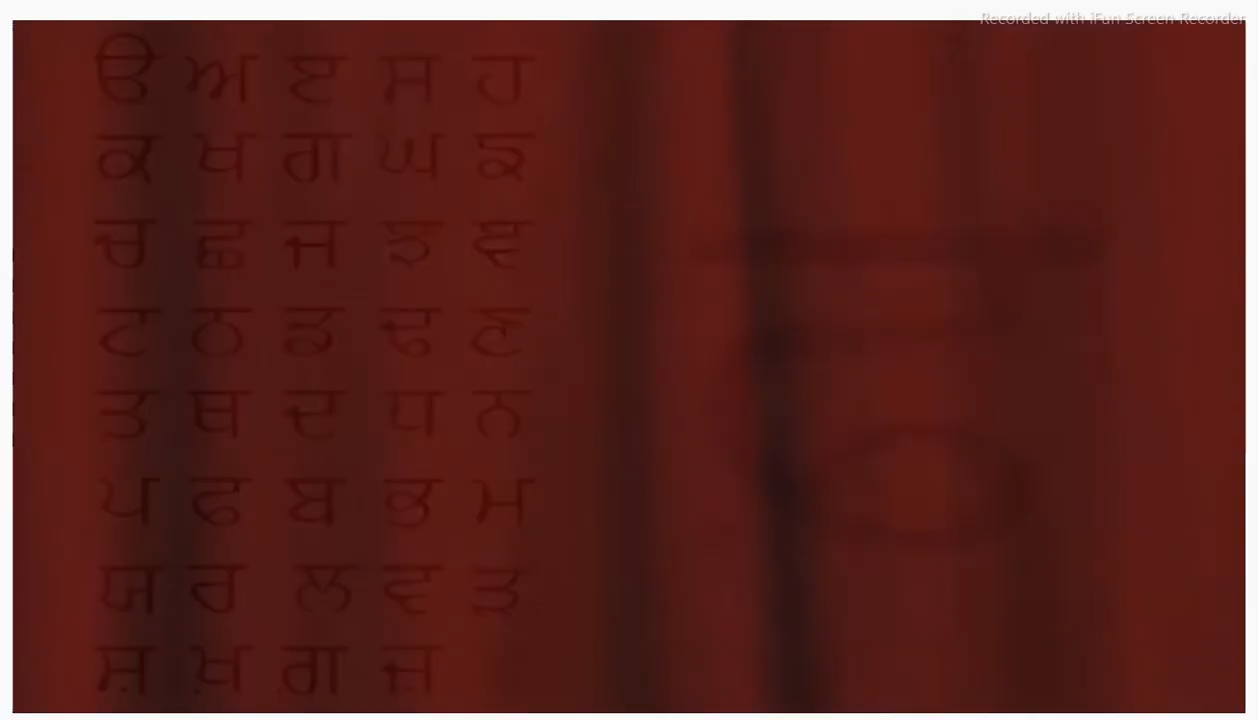 Recorded with iFun Screen Recorder
ੳ ਅ ੲ ਸ ਹ
ਕ ਖ ਗ ਘ ਙ
ਚ ਛ ਜ ਝ ਞ
ਟ ਠ ਡ ਢ ਣ
ਤ ਥ ਦ ਧ ਨ
ਪ ਫ ਬ ਭ ਮ
ਯ ਰ ਲ ਵ ੜ
ਸ਼ ਖ਼ ਗ਼ ਜ਼